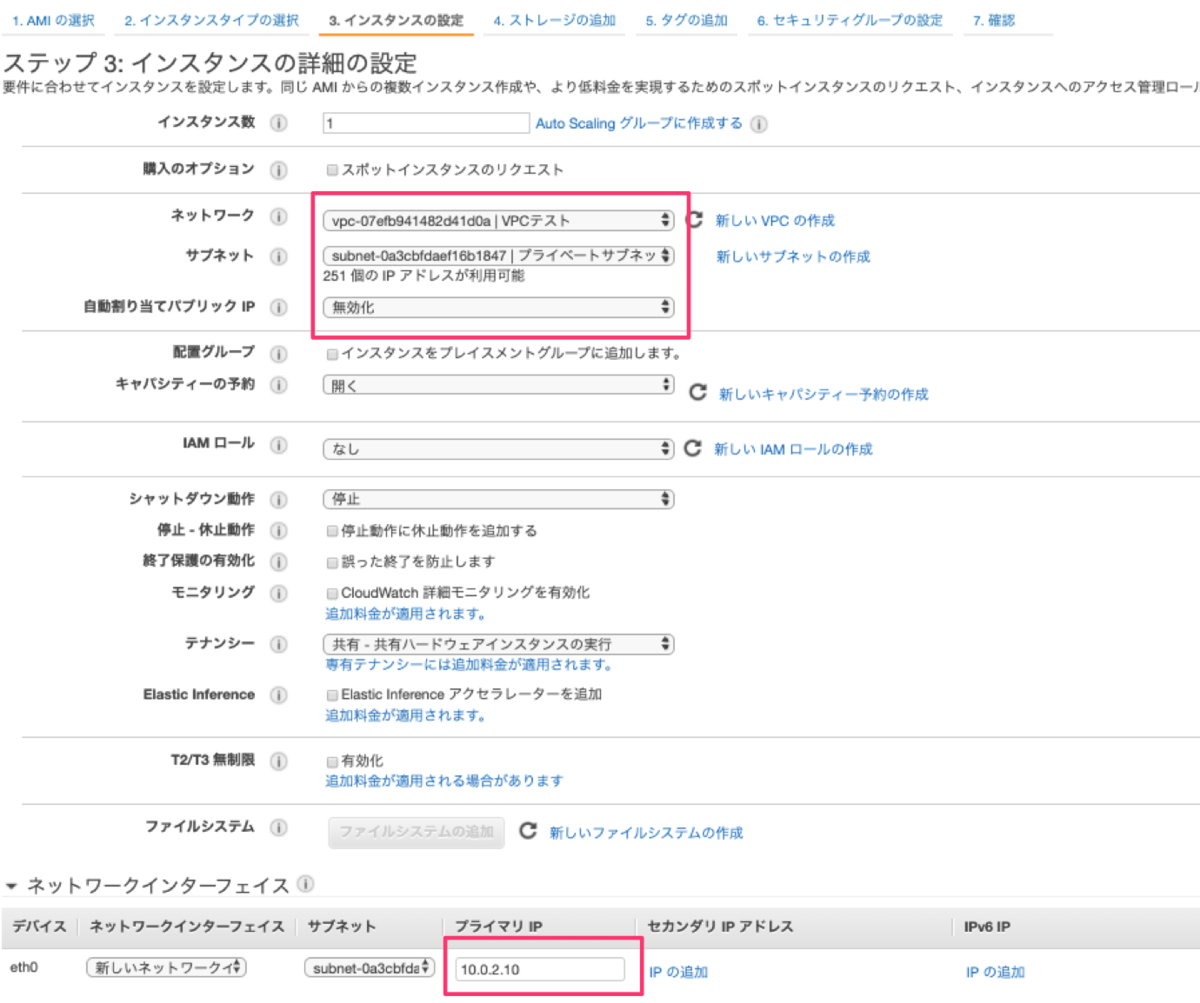 1. AMI の選択 2. インスタンスタイプの選択 3. インスタンスの設定 4. ストレージの追加 5. タグの追加 6. セキュリティグループの設定 7. 確認
ステップ 3: インスタンスの詳細の設定
要件に合わせてインスタンスを設定します。同じ AMI からの複数インスタンス作成や、より低料金を実現するためのスポットインスタンスのリクエスト、インスタンスへのアクセス管理ロール
インスタンス数 1 Auto Scaling グループに作成する
購入のオプション スポットインスタンスのリクエスト
ネットワーク vpc-07efb941482d41d0a | VPCテスト 新しい VPC の作成
サブネット subnet-0a3cbfdaef16b1847 | プライベートサブネッ 新しいサブネットの作成
251 個の IP アドレスが利用可能
自動割り当てパブリック IP 無効化
配置グループ インスタンスをプレイスメントグループに追加します。
キャパシティーの予約 開く 新しいキャパシティー予約の作成
IAM ロール なし 新しい IAM ロールの作成
シャットダウン動作 停止
停止 - 休止動作 停止動作に休止動作を追加する
終了保護の有効化 誤った終了を防止します
モニタリング CloudWatch 詳細モニタリングを有効化
追加料金が適用されます。
テナンシー 共有 - 共有ハードウェアインスタンスの実行
専有テナンシーには追加料金が適用されます。
Elastic Inference Elastic Inference アクセラレーターを追加
追加料金が適用されます。
T2/T3 無制限 有効化
追加料金が適用される場合があります
ファイルシステム ファイルシステムの追加 新しいファイルシステムの作成
ネットワークインターフェイス
デバイス ネットワークインターフェイス サブネット プライマリ IP セカンダリ IP アドレス IPv6 IP
eth0 新しいネットワークイ subnet-0a3cbfda 10.0.2.10 IP の追加 IP の追加